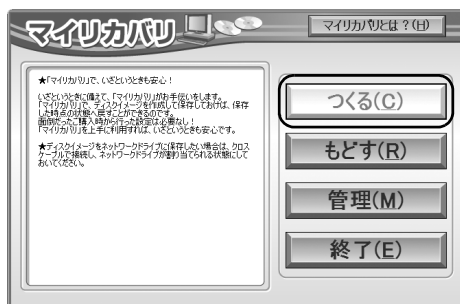 マイリカバリ
マイリカバリとは?(H)
★「マイリカバリ」で、いざというときも安心!
いざというときに備えて、「マイリカバリ」がお手伝いをします。
「マイリカバリ」で、ディスクイメージを作成して保存しておけば、保存
した時点の状態へ戻すことができるのです。
面倒だったご購入時から行った設定は必要なし!
「マイリカバリ」を上手に利用すれば、いざというときも安心です。
★ディスクイメージをネットワークドライブに保存したい場合は、クロス
ケーブルで接続し、ネットワークドライブが割り当てられる状態にして
おいてください。
つくる(C)
もどす(R)
管理(M)
終了(E)